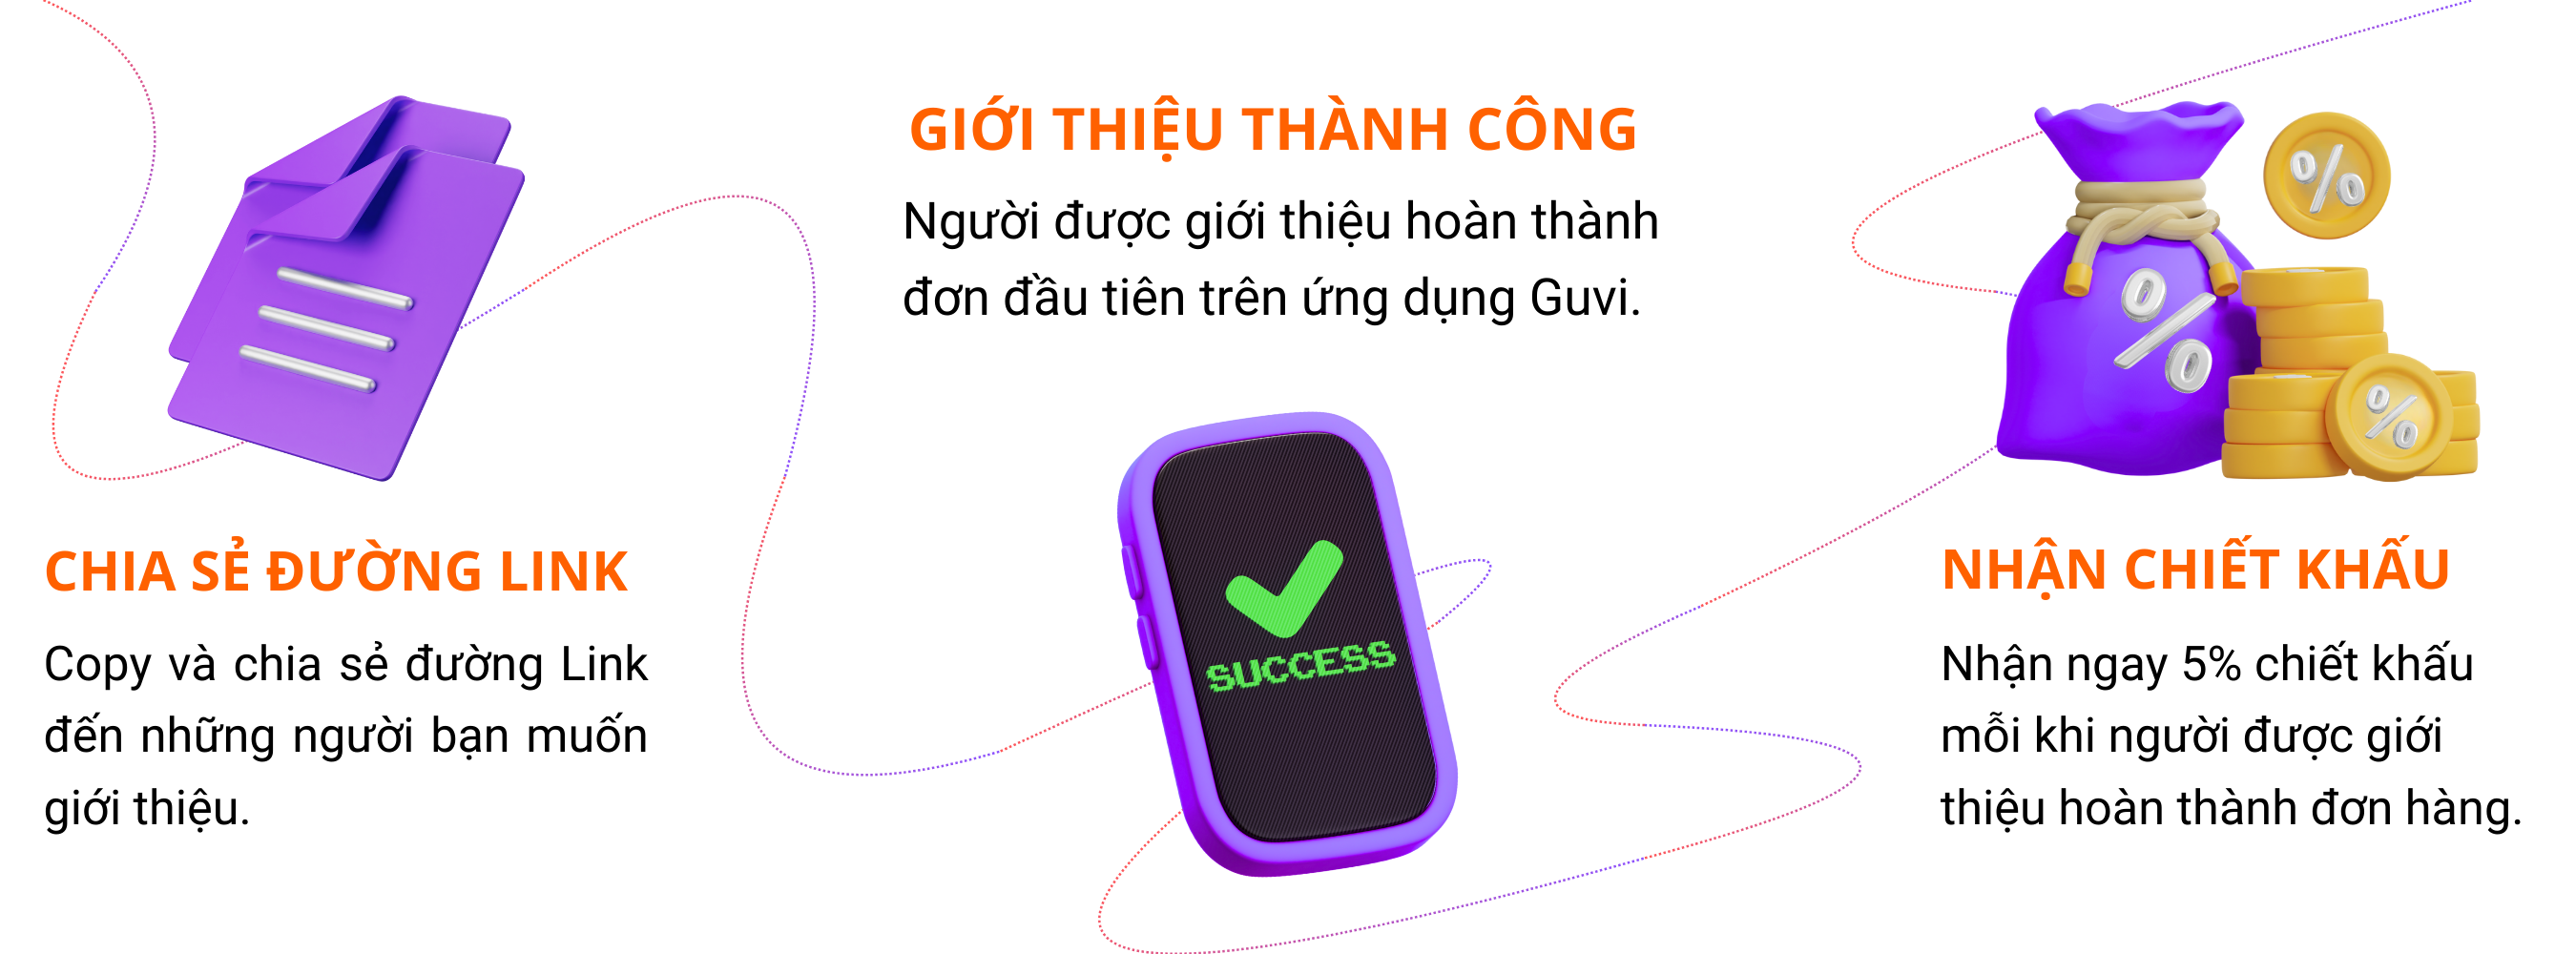 CHIA SẺ ĐƯỜNG LINK
Copy và chia sẻ đường Link
đến những người bạn muốn
giới thiệu.
GIỚI THIỆU THÀNH CÔNG
Người được giới thiệu hoàn thành
đơn đầu tiên trên ứng dụng Guvi.
SUCCESS
%
%
%
NHẬN CHIẾT KHẤU
Nhận ngay 5% chiết khấu
mỗi khi người được giới
thiệu hoàn thành đơn hàng.